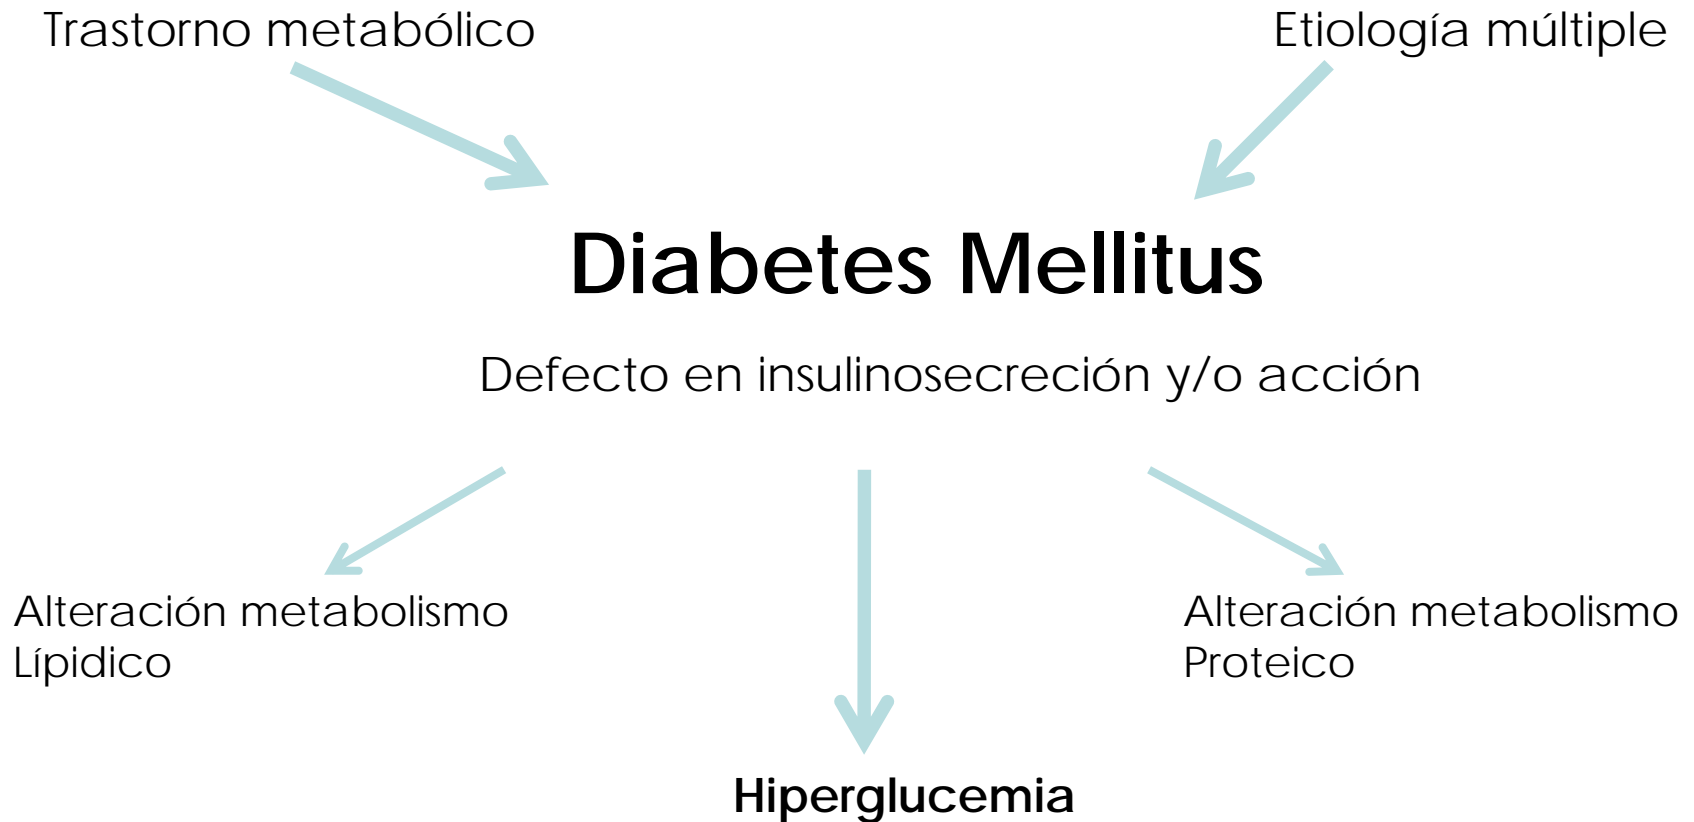 Trastorno metabólico
Etiología múltiple
Diabetes Mellitus
Defecto en insulinosecreción y/o acción
Alteración metabolismo
Lípidico
Alteración metabolismo
Proteico
Hiperglucemia